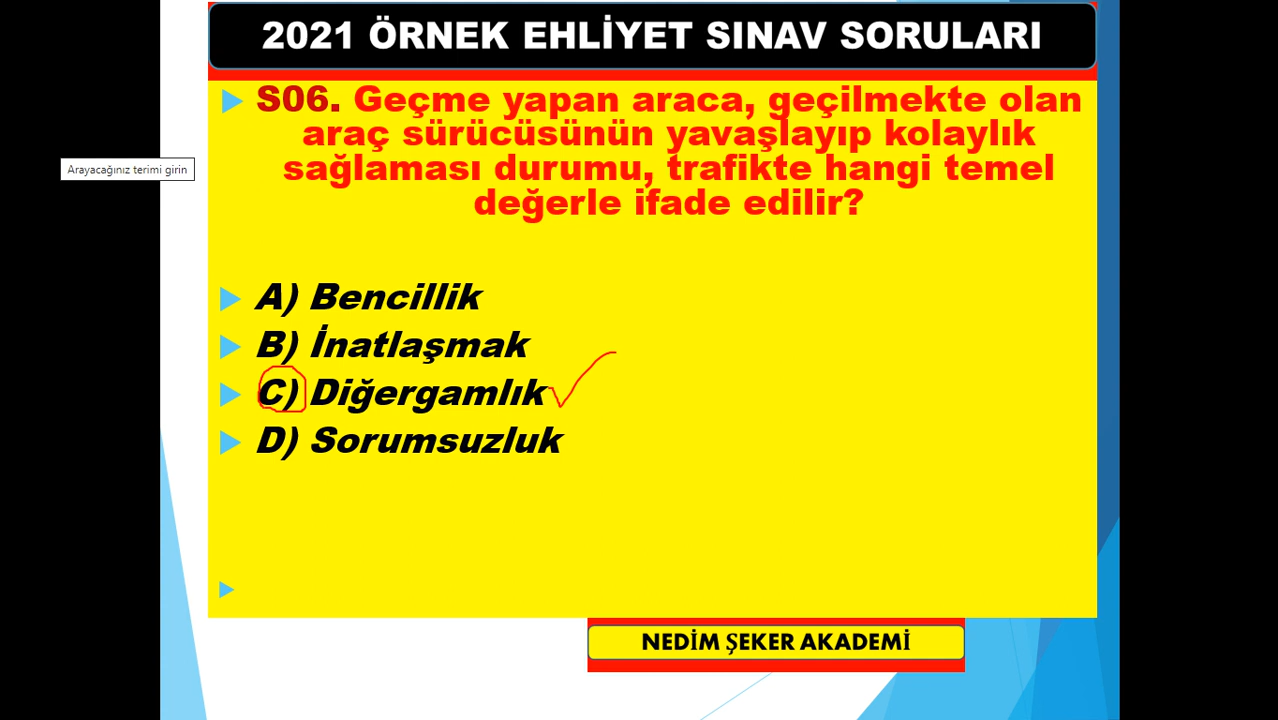 2021 ÖRNEK EHLİYET SINAV SORULARI
S06. Geçme yapan araca, geçilmekte olan
araç sürücüsünün yavaşlayıp kolaylık
sağlaması durumu, trafikte hangi temel
değerle ifade edilir?
Arayacağınız terimi girin
A) Bencillik
B) İnatlaşmak
C) Diğergamlık
D) Sorumsuzluk
NEDİM ŞEKER AKADEMİ